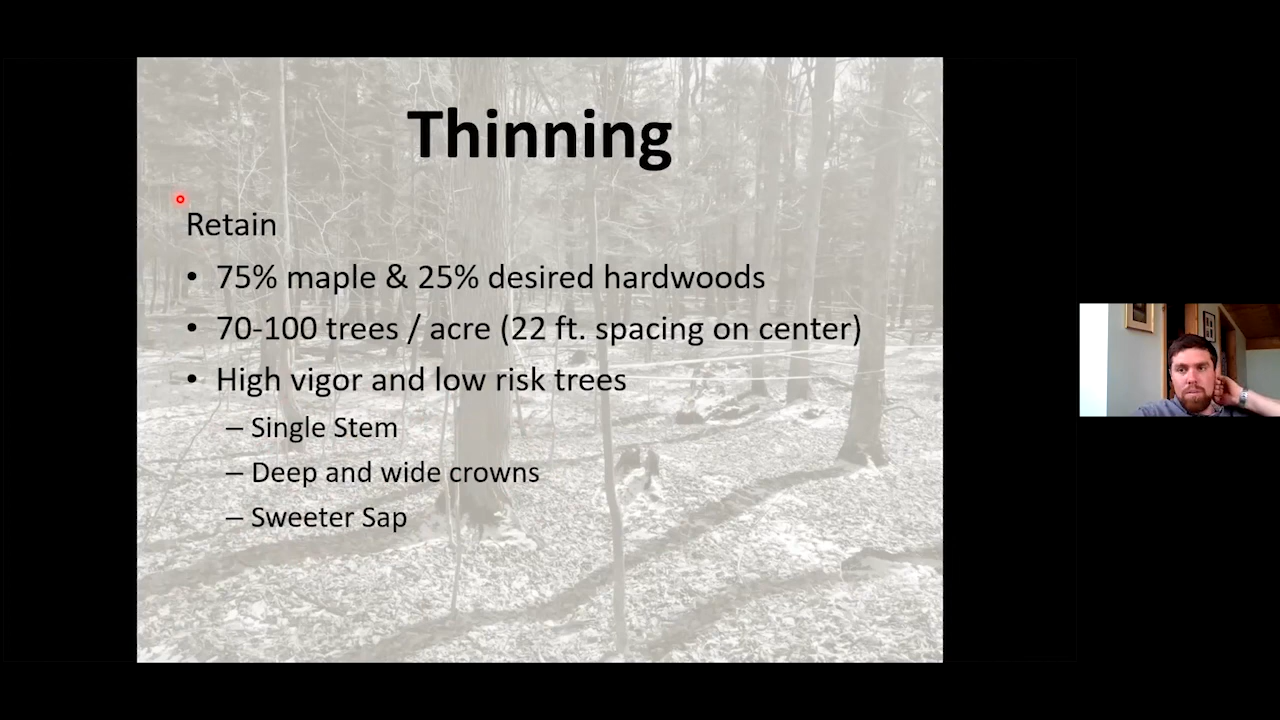 Thinning
Retain
• 75% maple & 25% desired hardwoods
• 70-100 trees / acre (22 ft. spacing on center)
• High vigor and low risk trees
– Single Stem
– Deep and wide crowns
– Sweeter Sap